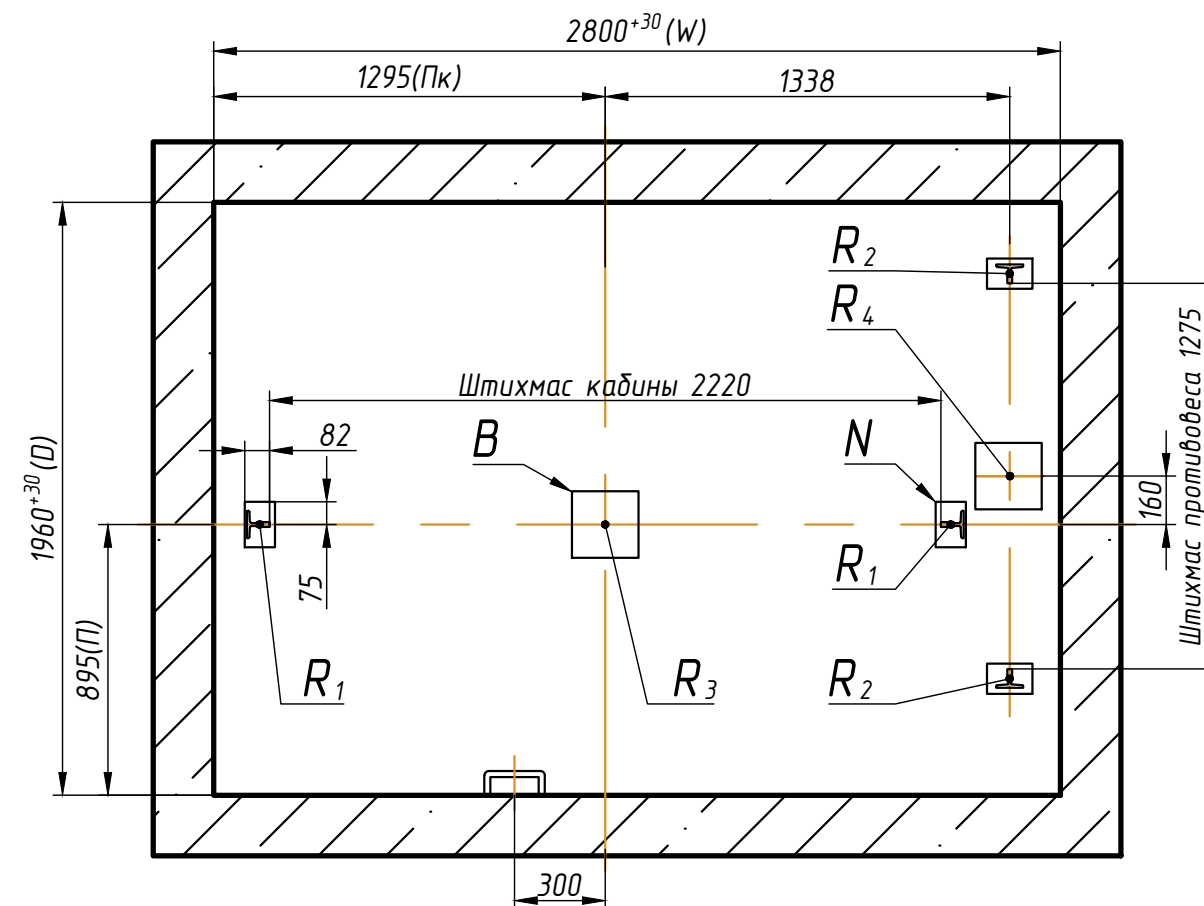 2800+30 (W)
1295(Пк)
1338
R2
R4
Штихмас кабины 2220
82
B
N
1960+30 (D)
160
Штихмас противовеса 1275
75
R1
895(П)
R1
R3
R2
300